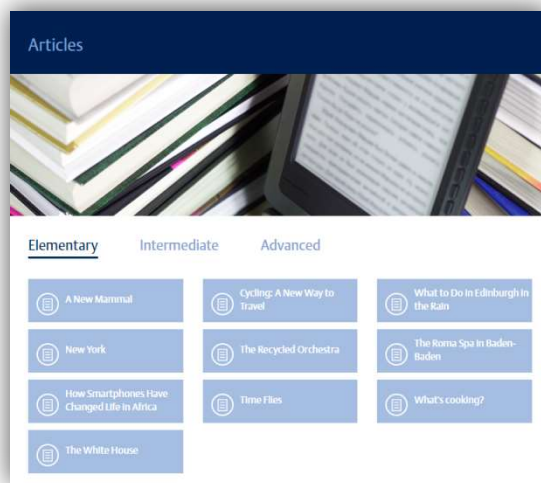 Articles
Elementary Intermediate Advanced
A New Mammal
Cycling: A New Way to
Travel
What to Do in Edinburgh in
the Rain
New York
The Recycled Orchestra
The Roma Spa in Baden-
Baden
How Smartphones Have
Changed Life in Africa
Time Flies
What's cooking?
The White House